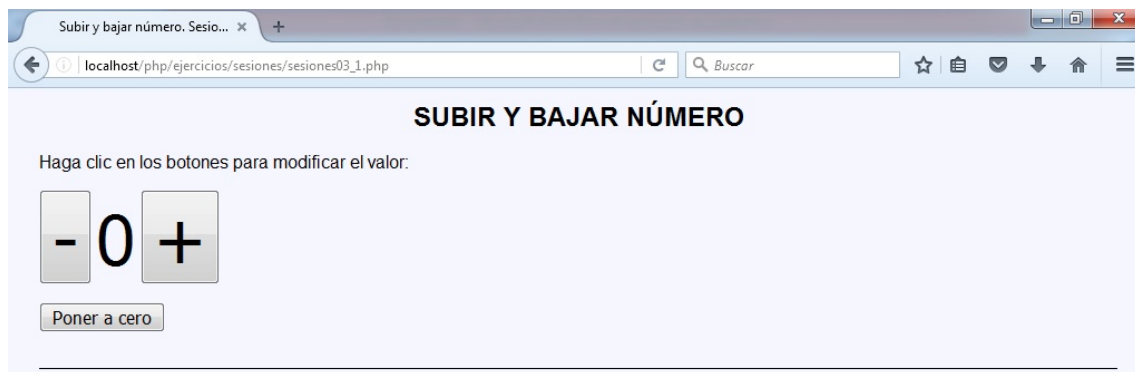 Subir y bajar número. Sesio...
localhost/php/ejercicios/sesiones/sesiones03_1.php
Buscar
SUBIR Y BAJAR NÚMERO
Haga clic en los botones para modificar el valor:
- 0 +
Poner a cero